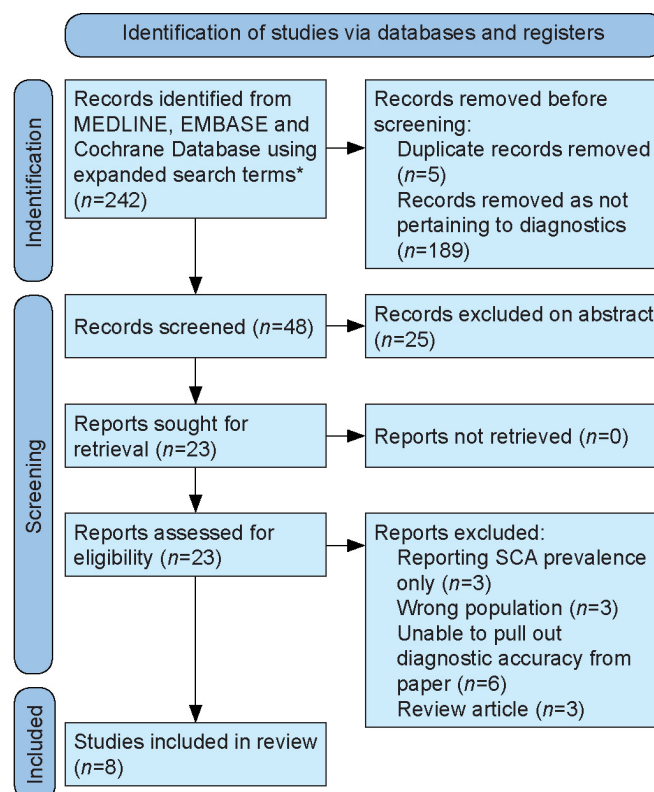 Identification of studies via databases and registers
Indentification
Records identified from
MEDLINE, EMBASE and
Cochrane Database using
expanded search terms*
(n=242)
Records removed before
screening:
Duplicate records removed
(n=5)
Records removed as not
pertaining to diagnostics
(n=189)
Screening
Records screened (n=48)
Records excluded on abstract
(n=25)
Reports sought for
retrieval (n=23)
Reports not retrieved (n=0)
Reports assessed for
eligibility (n=23)
Reports excluded:
Reporting SCA prevalence
only (n=3)
Wrong population (n=3)
Unable to pull out
diagnostic accuracy from
paper (n=6)
Review article (n=3)
Included
Studies included in review
(n=8)